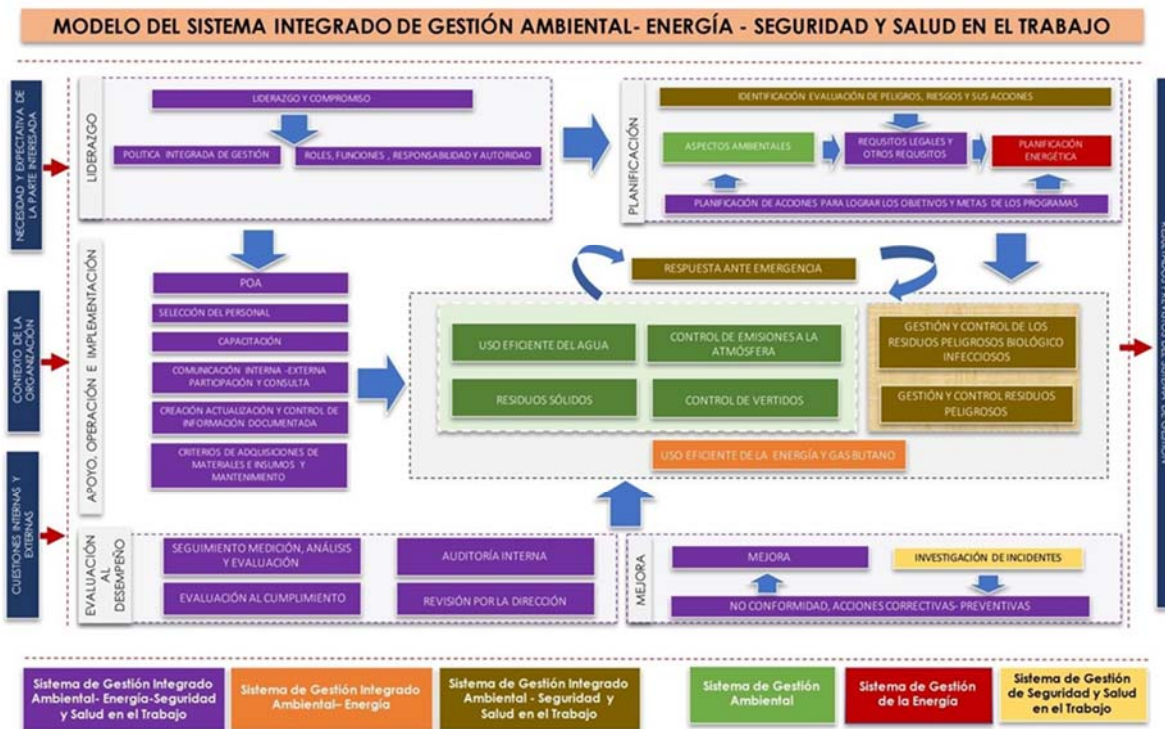 MODELO DEL SISTEMA INTEGRADO DE GESTIÓN AMBIENTAL- ENERGÍA - SEGURIDAD Y SALUD EN EL TRABAJO
NECESIDAD Y EXPECTATIVA DE
LA PARTE INTERESADA
CONTEXTO DE LA
ORGANIZACIÓN
CUESTIONES INTERNAS Y
EXTERNAS
LIDERAZGO
LIDERAZGO Y COMPROMISO
POLITICA INTEGRADA DE GESTIÓN
ROLES, FUNCIONES , RESPONSABILIDAD Y AUTORIDAD
PLANIFICACIÓN
IDENTIFICACIÓN EVALUACIÓN DE PELIGROS, RIESGOS Y SUS ACCIONES
ASPECTOS AMBIENTALES
REQUISITOS LEGALES Y
OTROS REQUISITOS
PLANIFICACIÓN
ENERGÉTICA
PLANIFICACIÓN DE ACCIONES PARA LOGRAR LOS OBJETIVOS Y METAS DE LOS PROGRAMAS
APOYO, OPERACIÓN E IMPLEMENTACIÓN
POA
SELECCIÓN DEL PERSONAL
CAPACITACIÓN
COMUNICACIÓN INTERNA -EXTERNA
PARTICIPACIÓN Y CONSULTA
CREACIÓN ACTUALIZACIÓN Y CONTROL DE
INFORMACIÓN DOCUMENTADA
CRITERIOS DE ADQUISICIONES DE
MATERIALES E INSUMOS Y
MANTENIMIENTO
RESPUESTA ANTE EMERGENCIA
USO EFICIENTE DEL AGUA
CONTROL DE EMISIONES A LA
ATMÓSFERA
RESIDUOS SÓLIDOS
CONTROL DE VERTIDOS
GESTIÓN Y CONTROL DE LOS
RESIDUOS PELIGROSOS BIOLÓGICO
INFECCIOSOS
GESTIÓN Y CONTROL RESIDUOS
PELIGROSOS
USO EFICIENTE DE LA ENERGÍA Y GAS BUTANO
EVALUACIÓN
AL
DESEMPEÑO
SEGUIMIENTO MEDICIÓN, ANÁLISIS
Y EVALUACIÓN
AUDITORÍA INTERNA
EVALUACIÓN AL CUMPLIMIENTO
REVISIÓN POR LA DIRECCIÓN
MEJORA
MEJORA
INVESTIGACIÓN DE INCIDENTES
NO CONFORMIDAD, ACCIONES CORRECTIVAS- PREVENTIVAS
Sistema de Gestión Integrado
Ambiental- Energía-Seguridad
y Salud en el Trabajo
Sistema de Gestión Integrado
Ambiental– Energía
Sistema de Gestión Integrado
Ambiental - Seguridad y
Salud en el Trabajo
Sistema de Gestión
Ambiental
Sistema de Gestión
de la Energía
Sistema de Gestión
de Seguridad y Salud
en el Trabajo